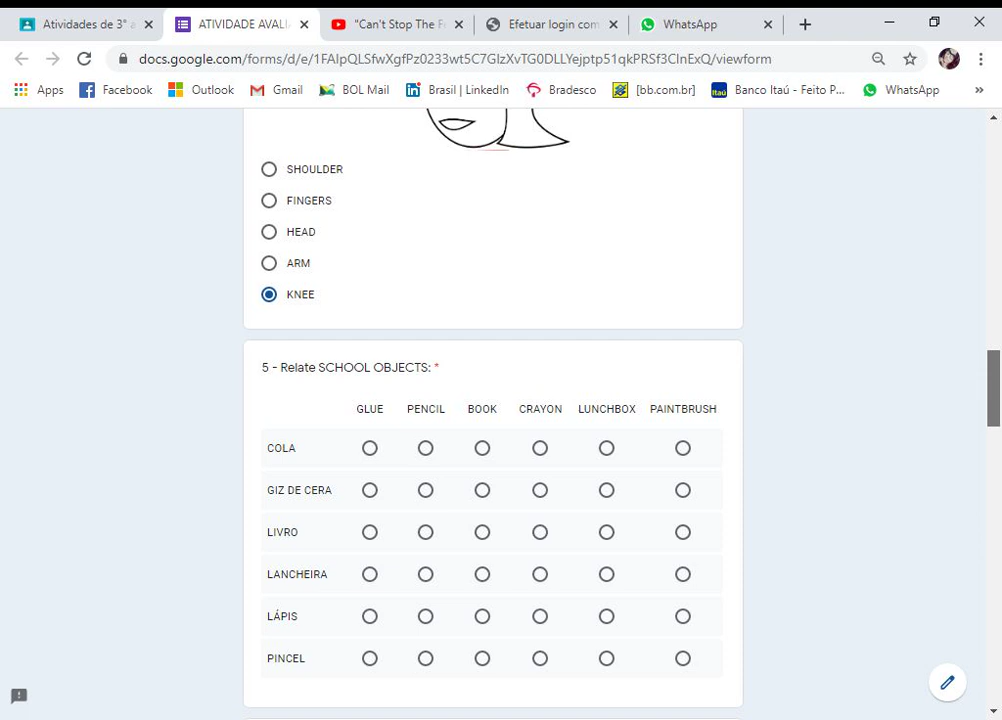 Atividades de 3° a
ATIVIDADE AVALI
"Can't Stop The F
Efetuar login com
WhatsApp
docs.google.com/forms/d/e/1FAIpQLSfwXgfPz0233wt5C7GIzXvTG0DLLYejptp51qkPRSf3CInExQ/viewform
Apps Facebook Outlook Gmail BOL Mail Brasil | LinkedIn Bradesco [bb.com.br] Banco Itaú - Feito P... WhatsApp »
SHOULDER
FINGERS
HEAD
ARM
KNEE
5 - Relate SCHOOL OBJECTS: *
GLUE PENCIL BOOK CRAYON LUNCHBOX PAINTBRUSH
COLA
GIZ DE CERA
LIVRO
LANCHEIRA
LÁPIS
PINCEL